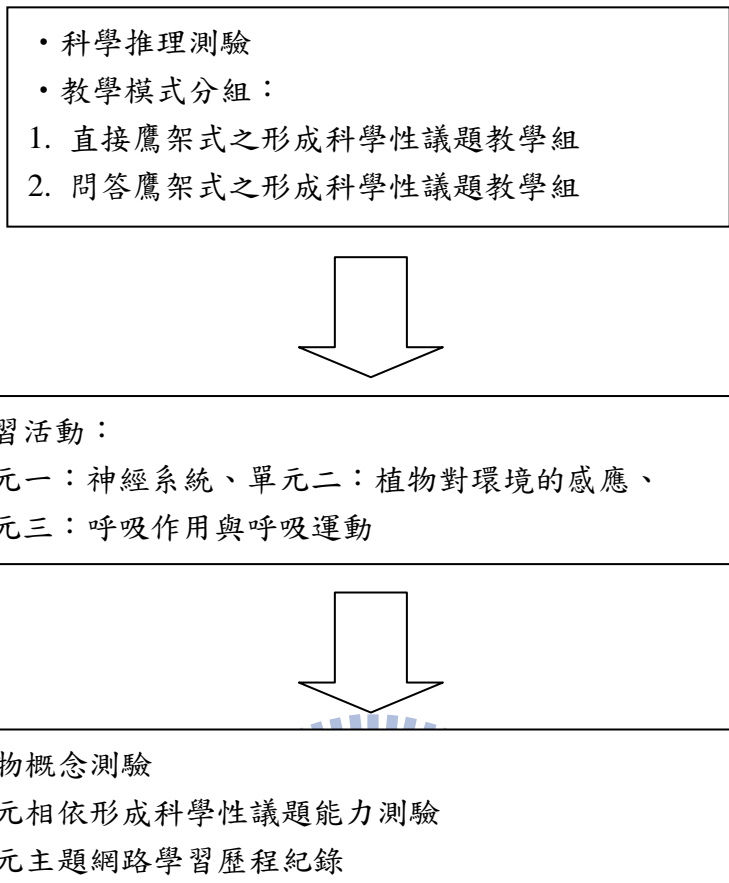 ・科學推理測驗
・教學模式分組：
1. 直接鷹架式之形成科學性議題教學組
2. 問答鷹架式之形成科學性議題教學組
習活動：
元一：神經系統、單元二：植物對環境的感應、
元三：呼吸作用與呼吸運動
物概念測驗
元相依形成科學性議題能力測驗
元主題網路學習歷程紀錄